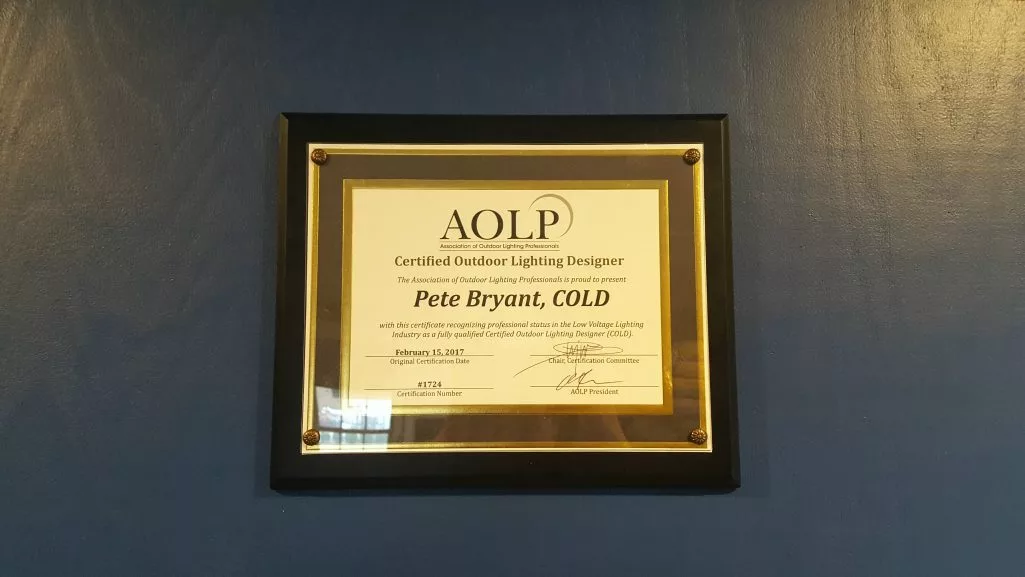 AOLP
Association of Outdoor Lighting Professionals
Certified Outdoor Lighting Designer
The Association of Outdoor Lighting Professionals is proud to present
Pete Bryant, COLD
with this certificate recognizing professional status in the Low Voltage Lighting
Industry as a fully qualified Certified Outdoor Lighting Designer (COLD).
February 15, 2017
Original Certification Date
Chair, Certification Committee
#1724
Certification Number
AOLP President